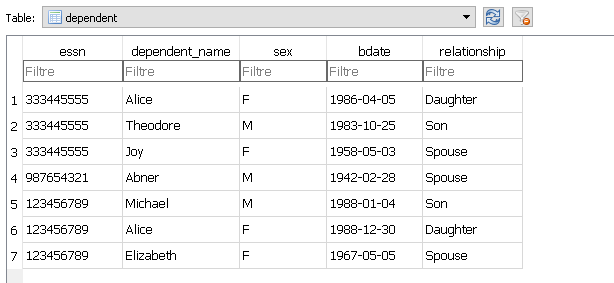 Table: dependent
essn dependent_name sex bdate relationship
Filtre Filtre Filtre Filtre Filtre
1 333445555 Alice F 1986-04-05 Daughter
2 333445555 Theodore M 1983-10-25 Son
3 333445555 Joy F 1958-05-03 Spouse
4 987654321 Abner M 1942-02-28 Spouse
5 123456789 Michael M 1988-01-04 Son
6 123456789 Alice F 1988-12-30 Daughter
7 123456789 Elizabeth F 1967-05-05 Spouse